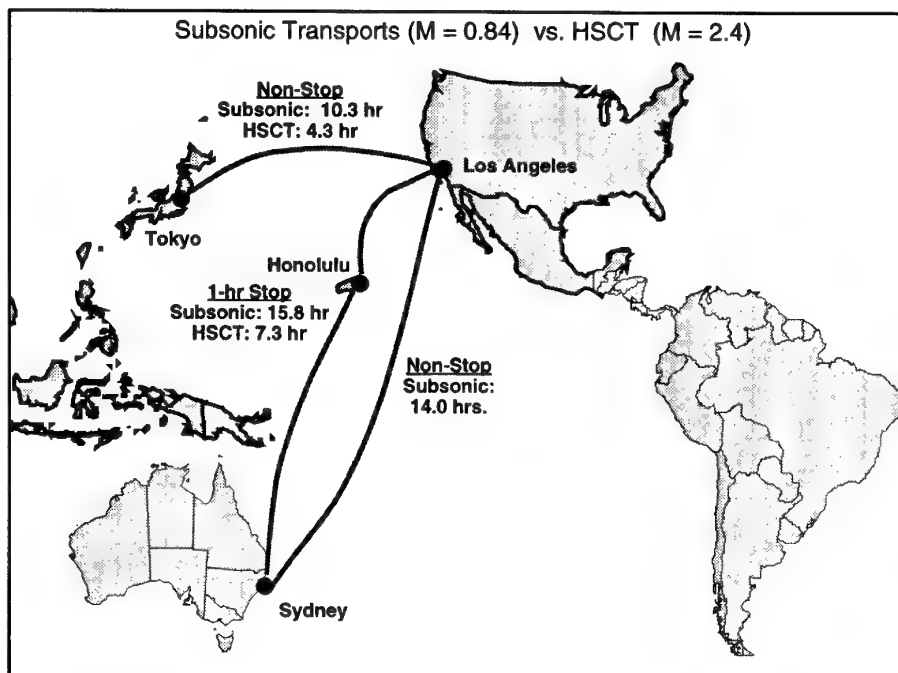 Subsonic Transports (M = 0.84) vs. HSCT (M = 2.4)
Non-Stop
Subsonic: 10.3 hr
HSCT: 4.3 hr
Los Angeles
Tokyo
Honolulu
1-hr Stop
Subsonic: 15.8 hr
HSCT: 7.3 hr
Non-Stop
Subsonic:
14.0 hrs.
Sydney